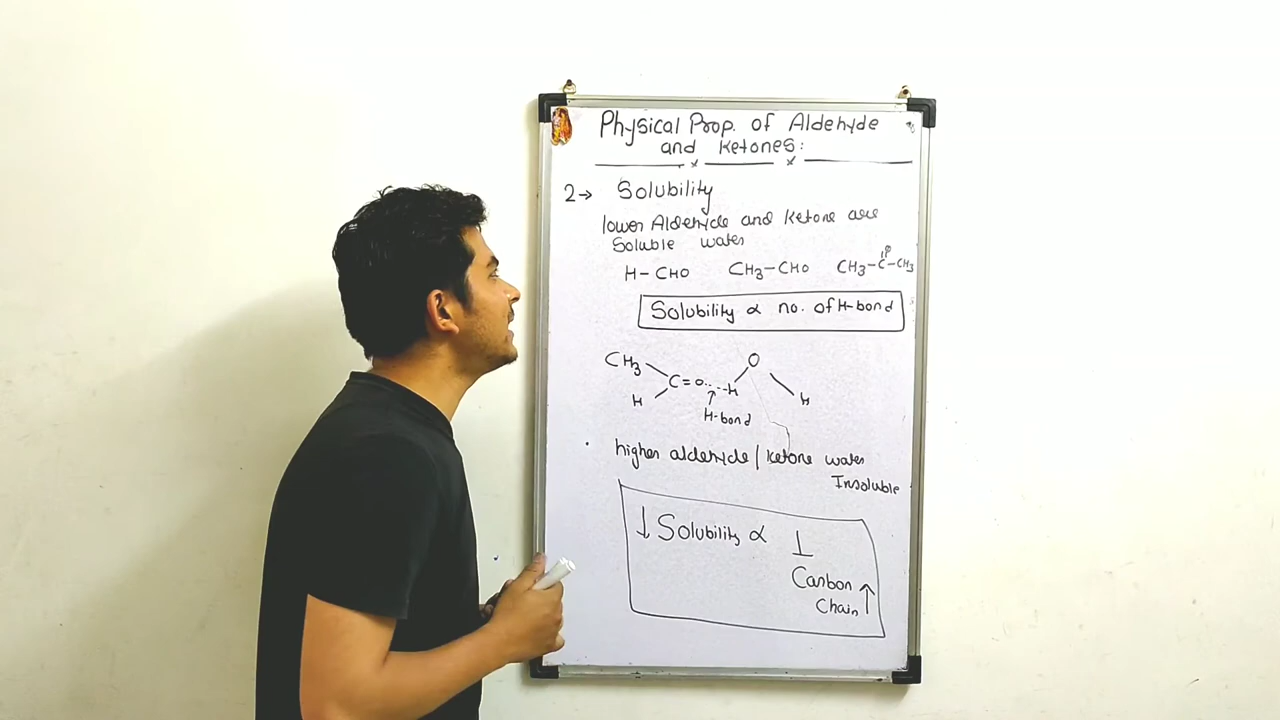 Physical Prop. of Aldehyde
and Ketones:
2→ Solubility
lower Aldehyde and Ketone are
Soluble water
H-CHO CH3-CHO CH3-C-CH3
O
Solubility ∝ no. of H-bond
CH3
C=O---H
H
O
H
H-bond
higher aldehyde/ketone water
Insoluble
↓ Solubility ∝ 1
Carbon
Chain ↑